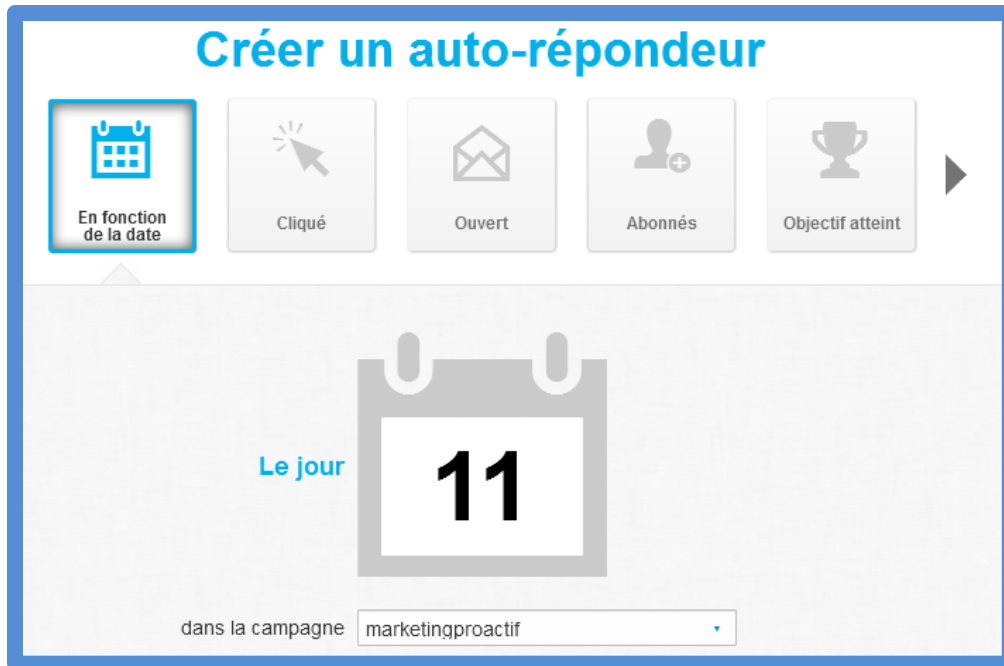 Créer un auto-répondeur
En fonction
de la date
Cliqué
Ouvert
Abonnés
Objectif atteint
Le jour
11
dans la campagne
marketingproactif